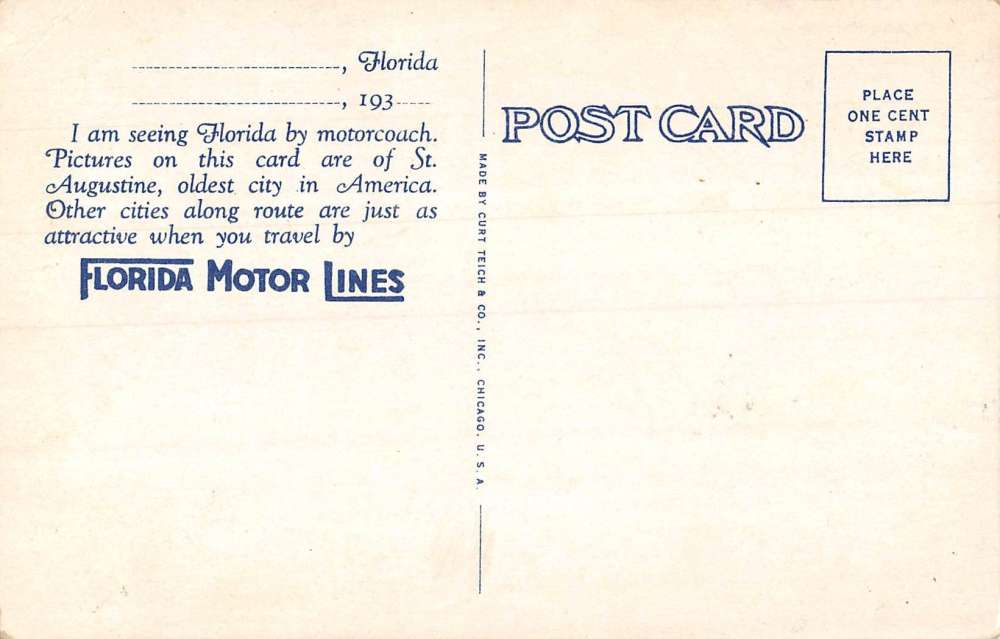 --------------------, Florida
--------------------, 193-----
I am seeing Florida by motorcoach.
Pictures on this card are of St.
Augustine, oldest city in America.
Other cities along route are just as
attractive when you travel by
FLORIDA MOTOR LINES
MADE BY CURT TEICH & CO., INC., CHICAGO, U. S. A.
POST CARD
PLACE
ONE CENT
STAMP
HERE